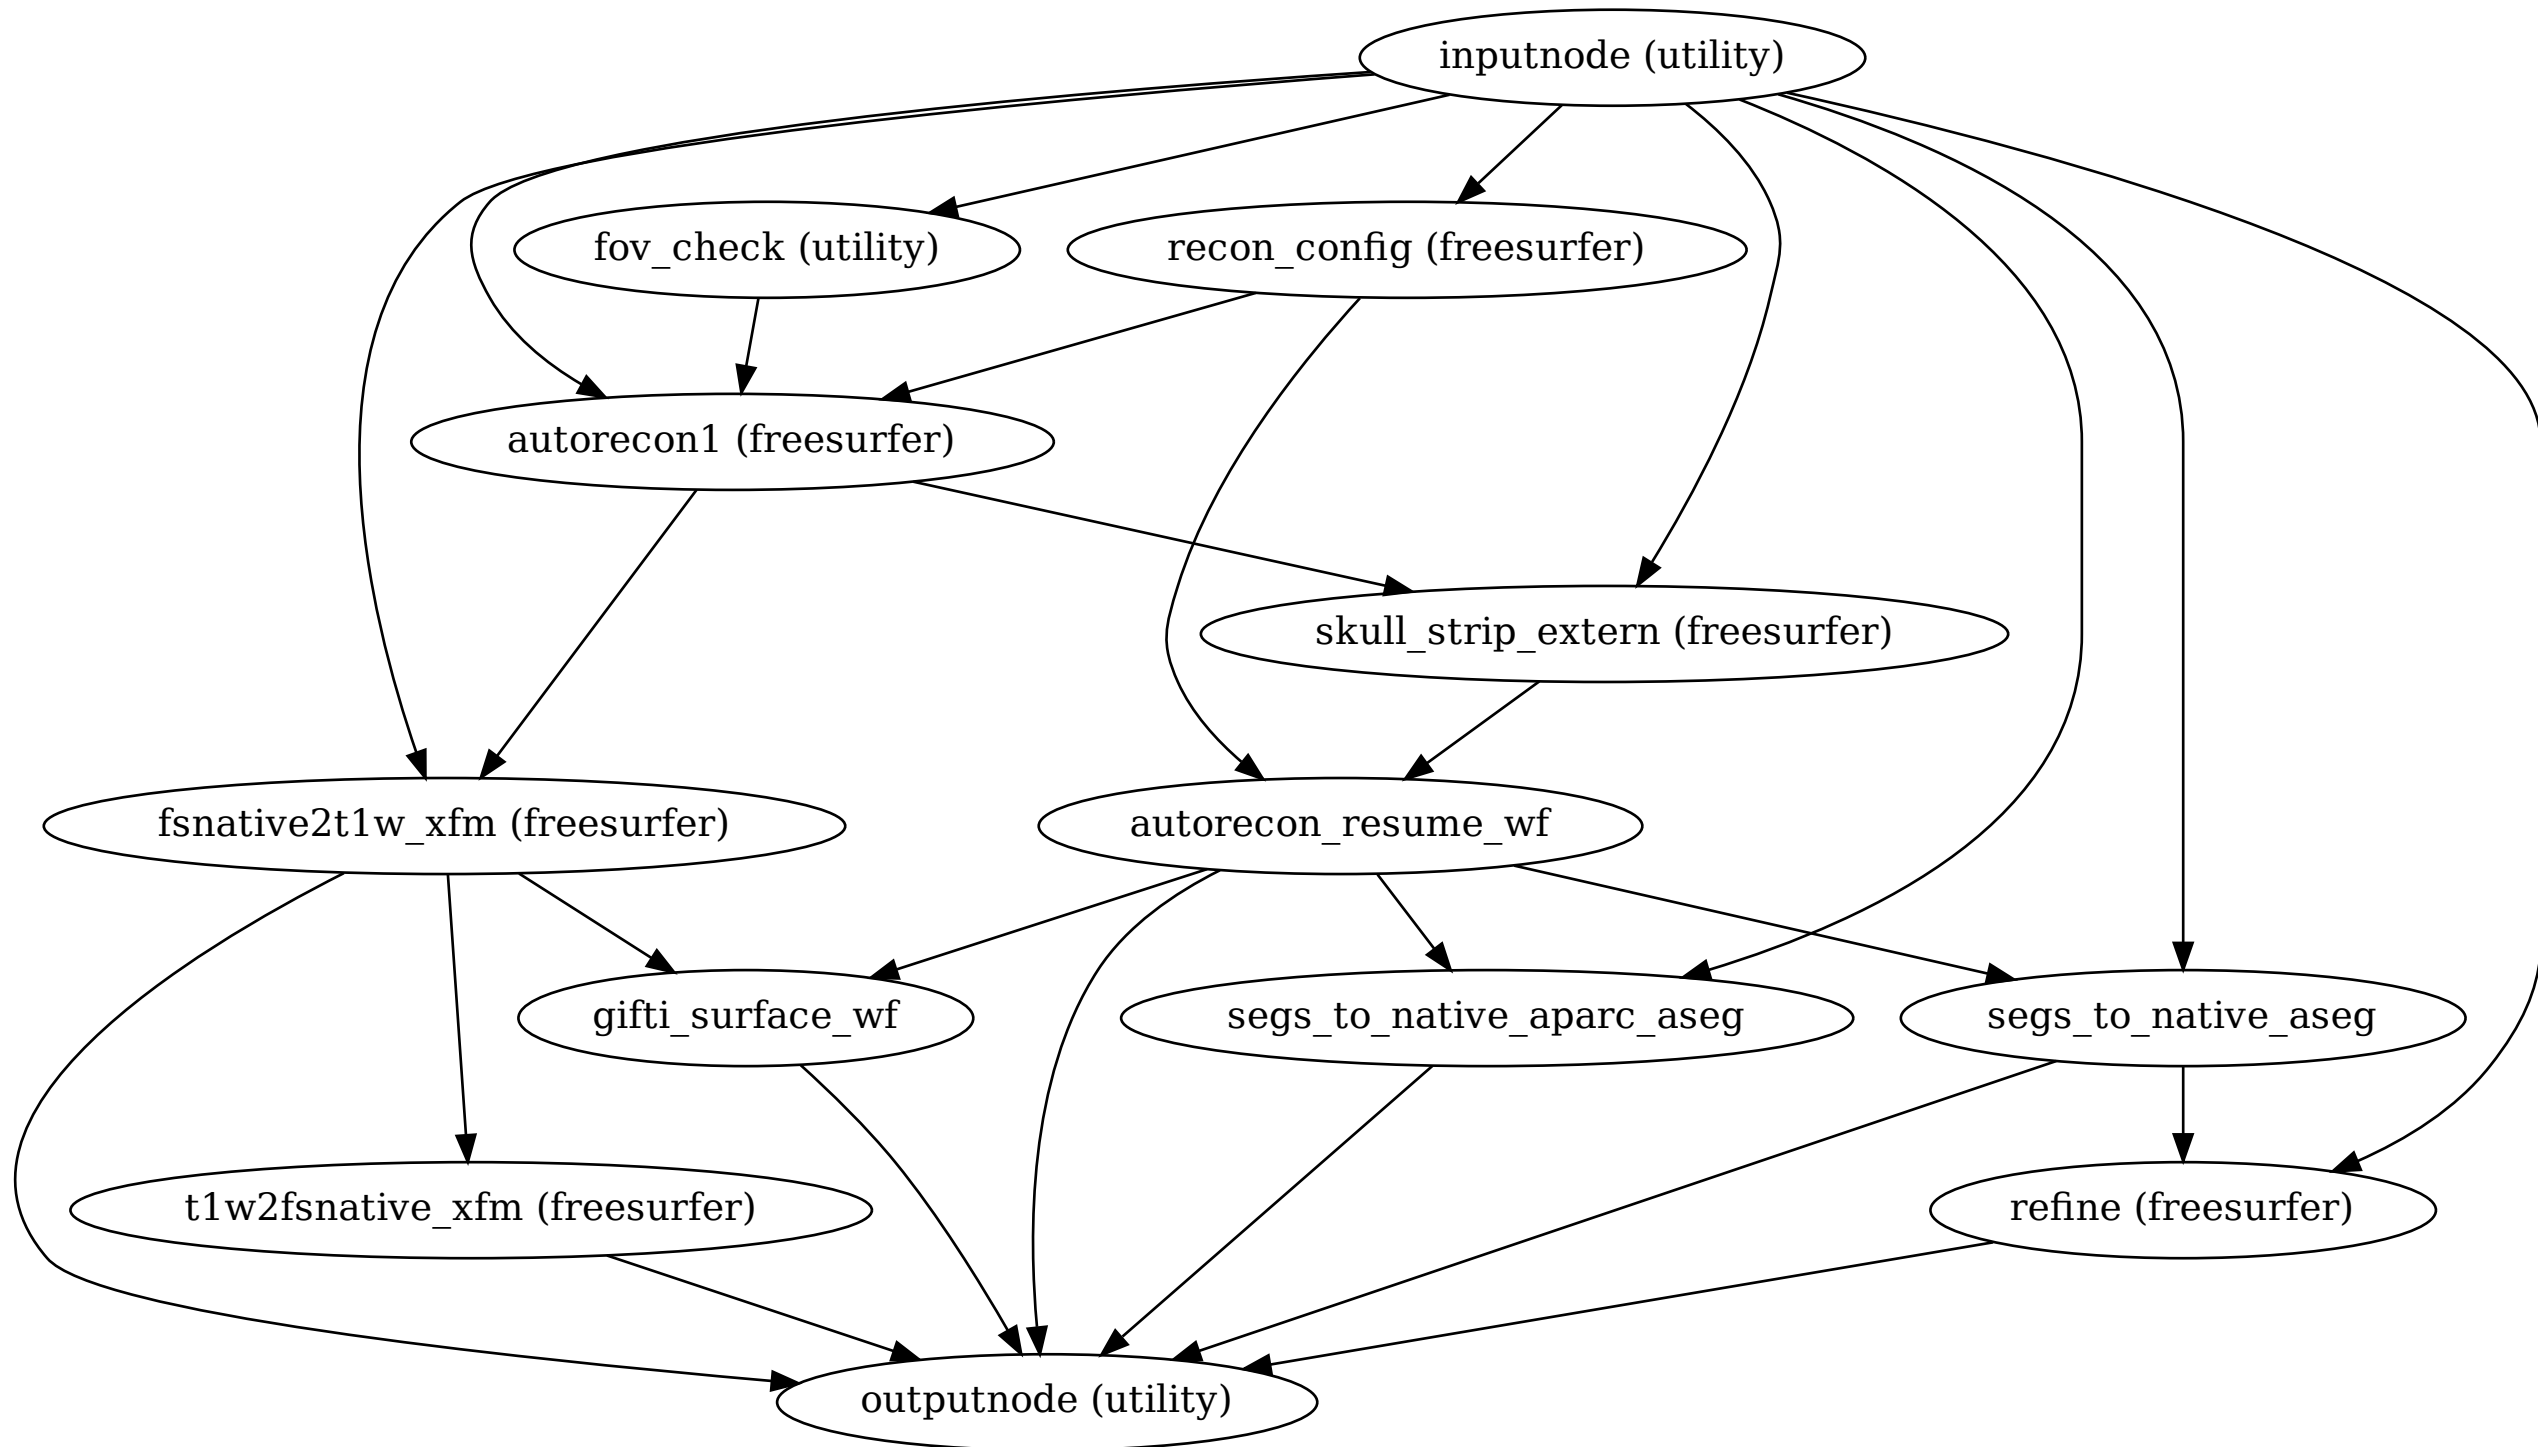 inputnode (utility)
fov_check (utility)
recon_config (freesurfer)
autorecon1 (freesurfer)
skull_strip_extern (freesurfer)
fsnative2t1w_xfm (freesurfer)
autorecon_resume_wf
gifti_surface_wf
segs_to_native_aparc_aseg
segs_to_native_aseg
t1w2fsnative_xfm (freesurfer)
refine (freesurfer)
outputnode (utility)